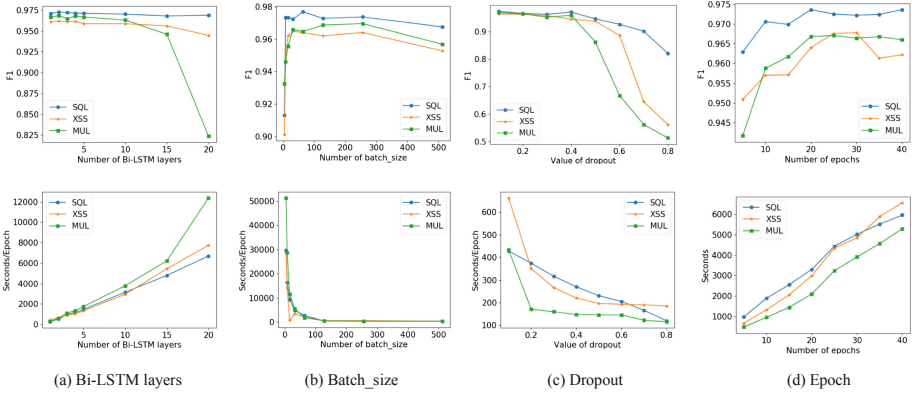 0.975
0.950
0.925
0.900
0.875
0.850
0.825
F1
SQL
XSS
MUL
5
10
15
20
Number of Bi-LSTM layers
0.98
0.96
0.94
0.92
0.90
F1
SQL
XSS
MUL
0
100
200
300
400
500
Number of batch_size
0.9
0.8
0.7
0.6
0.5
F1
SQL
XSS
MUL
0.2
0.4
0.6
0.8
Value of dropout
0.975
0.970
0.965
0.960
0.955
0.950
0.945
F1
SQL
XSS
MUL
10
20
30
40
Number of epochs
12000
10000
8000
6000
4000
2000
0
Seconds/Epoch
SQL
XSS
MUL
5
10
15
20
Number of Bi-LSTM layers
50000
40000
30000
20000
10000
0
Seconds/Epoch
SQL
XSS
MUL
0
100
200
300
400
500
Number of batch_size
600
500
400
300
200
100
Seconds/Epoch
SQL
XSS
MUL
0.2
0.4
0.6
0.8
Value of dropout
6000
5000
4000
3000
2000
1000
Seconds
SQL
XSS
MUL
10
20
30
40
Number of epochs
(a) Bi-LSTM layers
(b) Batch_size
(c) Dropout
(d) Epoch